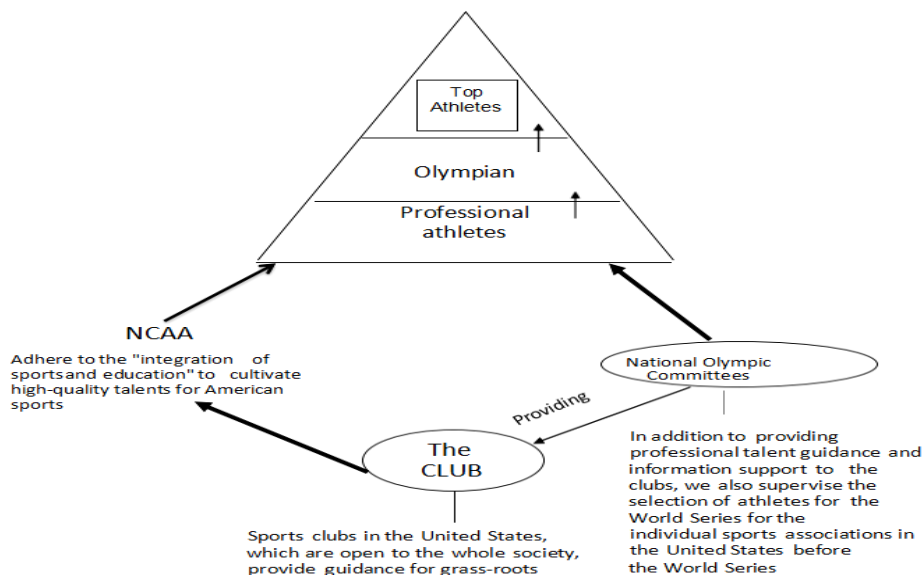 Top
Athletes
Olympian
Professional
athletes
NCAA
Adhere to the "integration of
sportsand education" to cultivate
high-quality talents for American
sports
National Olympic
Committees
Providing
The
CLUB
In addition to providing
professional talent guidance and
information support to the
clubs, we also supervise the
selection of athletes for the
World Series for the
individual sports associations in
the United States before
the World Series
Sports clubs in the United States,
which are open to the whole society,
provide guidance for grass-roots